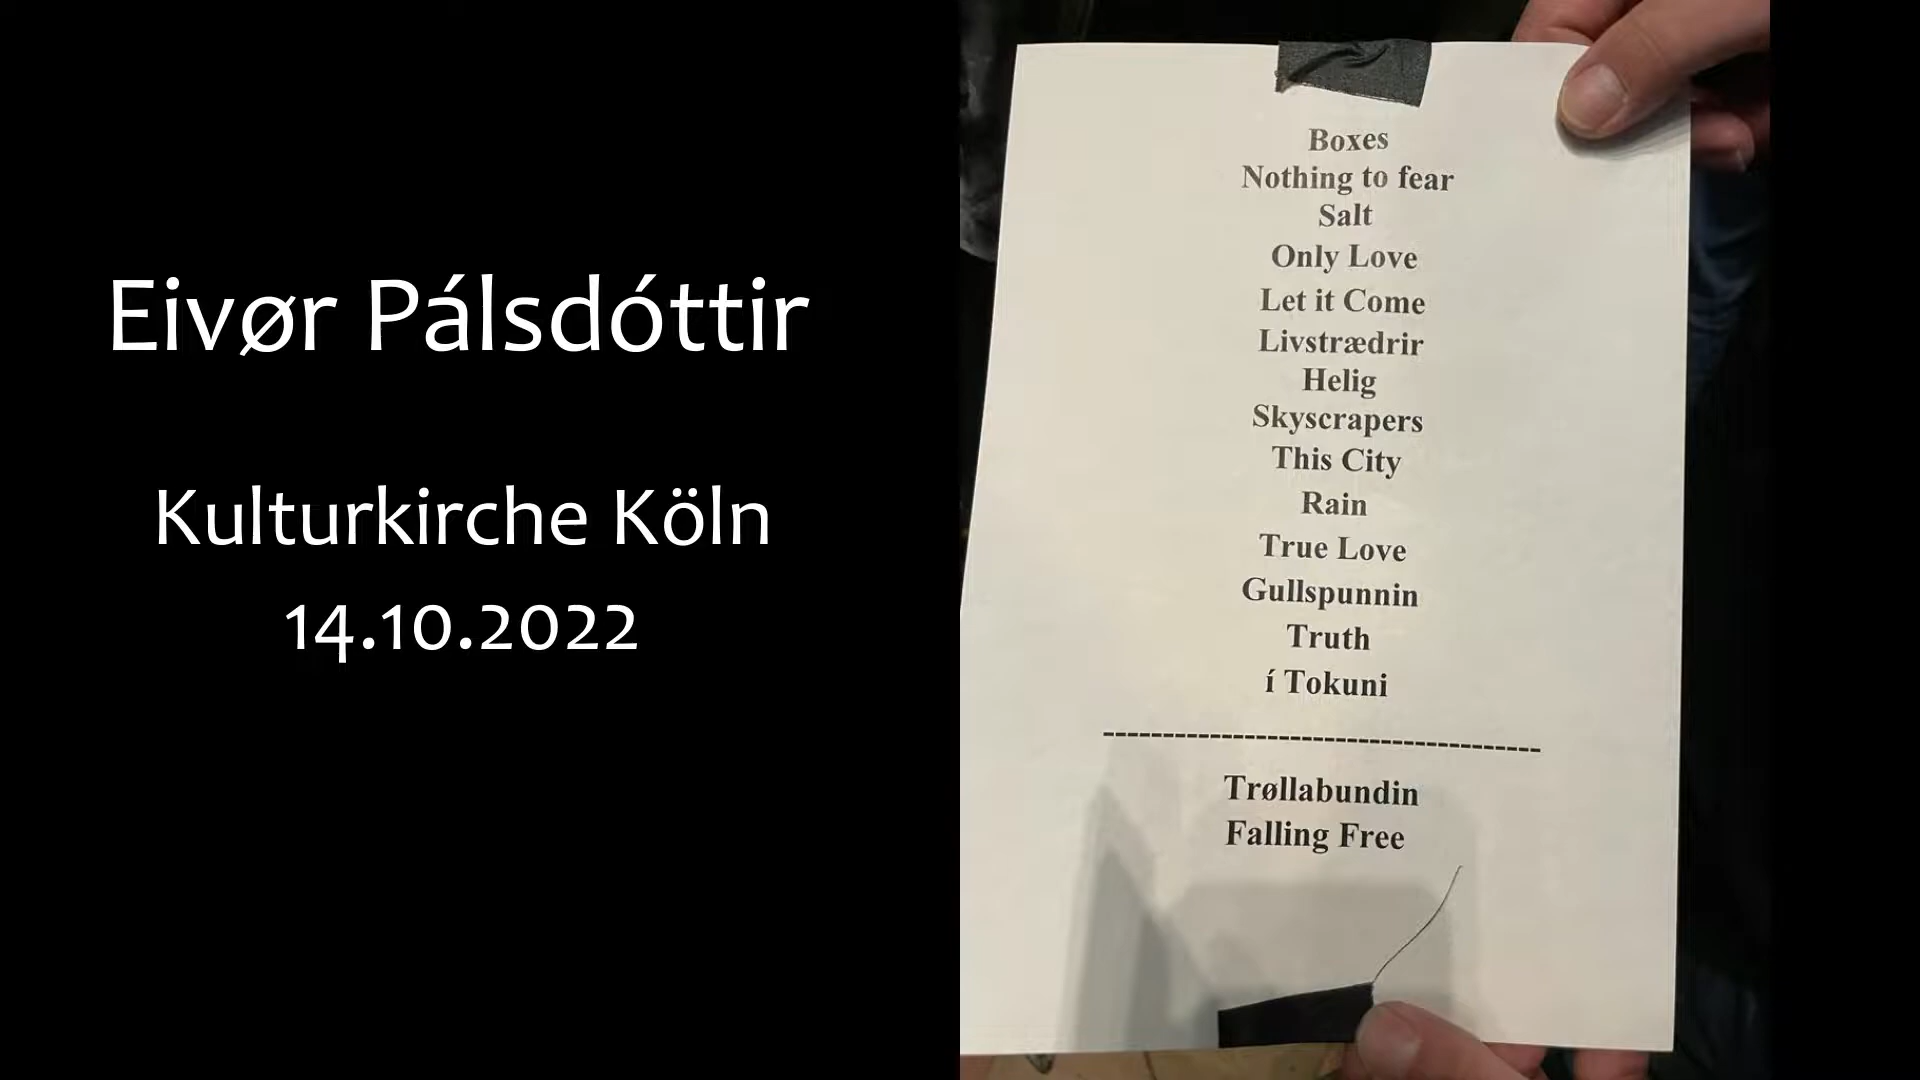 Eivør Pálsdóttir
Kulturkirche Köln
14.10.2022
Boxes
Nothing to fear
Salt
Only Love
Let it Come
Livstrædrir
Helig
Skyscrapers
This City
Rain
True Love
Gullspunnin
Truth
í Tokuni
-------------------------------------
Trøllabundin
Falling Free